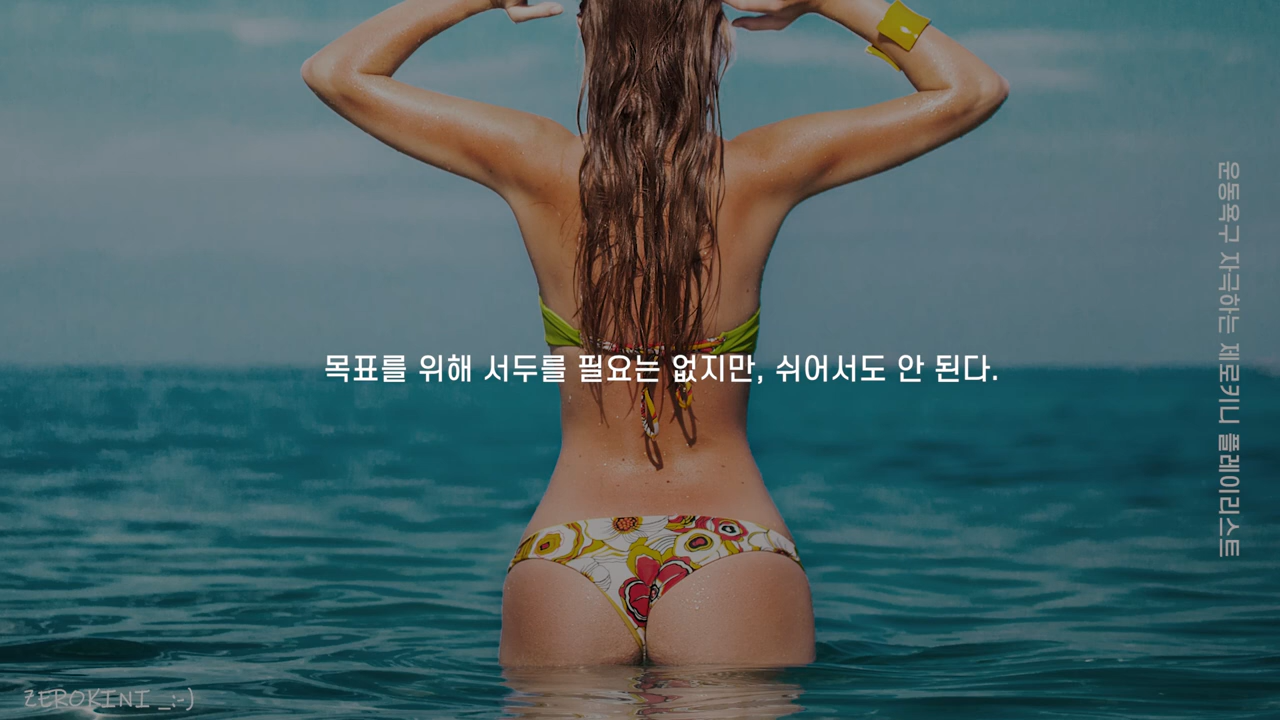 목표를 위해 서두를 필요는 없지만, 쉬어서도 안 된다.
운동욕구 자극하는 제로키니 플레이리스트
ZEROKINI _:-)